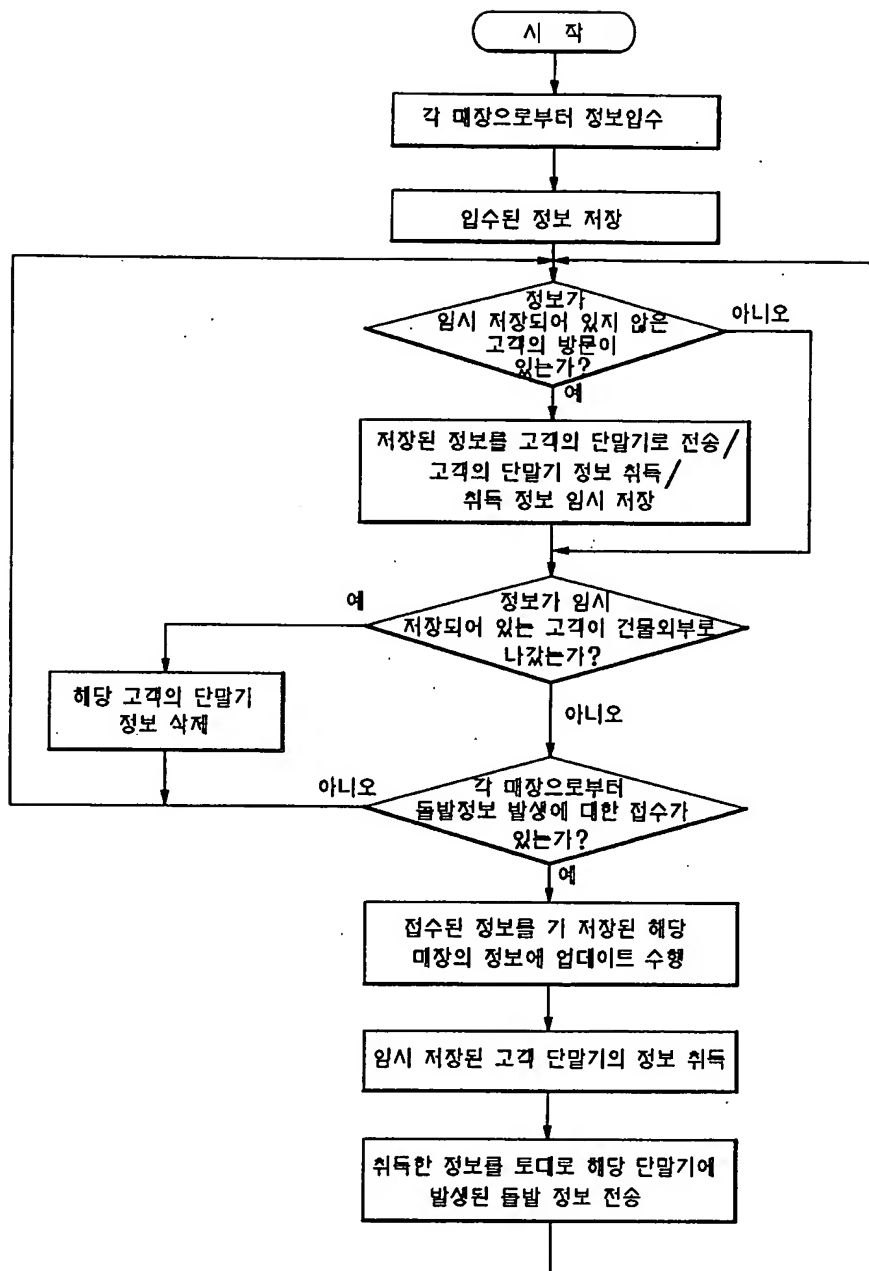 시 작
각 매장으로부터 정보입수
입수된 정보 저장
정보가
임시 저장되어 있지 않은
고객의 방문이
있는가?
아니오
예
저장된 정보를 고객의 단말기로 전송/
고객의 단말기 정보 취득/
취득 정보 임시 저장
예
정보가 임시
저장되어 있는 고객이 건물외부로
나갔는가?
해당 고객의 단말기
정보 삭제
아니오
아니오
각 매장으로부터
돌발정보 발생에 대한 접수가
있는가?
예
접수된 정보를 기 저장된 해당
매장의 정보에 업데이트 수행
임시 저장된 고객 단말기의 정보 취득
취득한 정보를 토대로 해당 단말기에
발생된 돌발 정보 전송